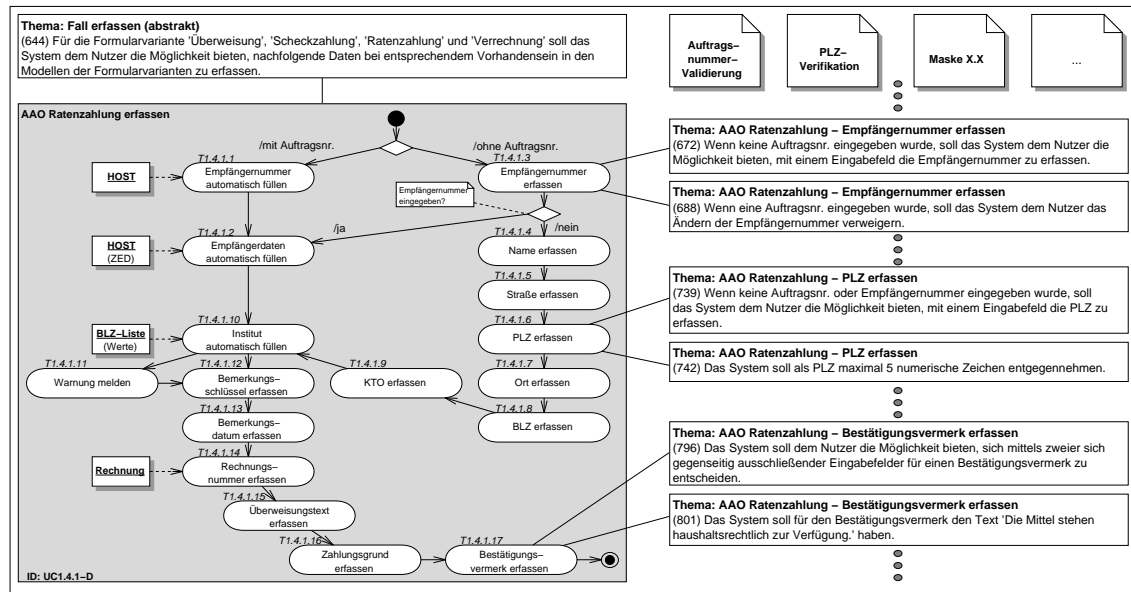 Thema: Fall erfassen (abstrakt)
(644) Für die Formularvariante 'Überweisung', 'Scheckzahlung', 'Ratenzahlung' und 'Verrechnung' soll das
System dem Nutzer die Möglichkeit bieten, nachfolgende Daten bei entsprechendem Vorhandensein in den
Modellen der Formularvarianten zu erfassen.
Auftrags-
nummer-
Validierung
PLZ-
Verifikation
Maske X.X
...
AAO Ratenzahlung erfassen
/mit Auftragsnr.
/ohne Auftragsnr.
T1.4.1.1
HOST
Empfängernummer
automatisch füllen
T1.4.1.3
Empfängernummer
erfassen
Empfängernummer
eingegeben?
/ja
/nein
T1.4.1.2
HOST
(ZED)
Empfängerdaten
automatisch füllen
T1.4.1.4
Name erfassen
T1.4.1.5
Straße erfassen
T1.4.1.10
BLZ-Liste
(Werte)
Institut
automatisch füllen
T1.4.1.6
PLZ erfassen
T1.4.1.11
Warnung melden
T1.4.1.12
Bemerkungs-
schlüssel erfassen
T1.4.1.9
KTO erfassen
T1.4.1.7
Ort erfassen
T1.4.1.13
Bemerkungs-
datum erfassen
T1.4.1.8
BLZ erfassen
T1.4.1.14
Rechnung
Rechnungs-
nummer erfassen
T1.4.1.15
Überweisungstext
erfassen
T1.4.1.16
Zahlungsgrund
erfassen
T1.4.1.17
Bestätigungs-
vermerk erfassen
ID: UC1.4.1-D
Thema: AAO Ratenzahlung – Empfängernummer erfassen
(672) Wenn keine Auftragsnr. eingegeben wurde, soll das System dem Nutzer die
Möglichkeit bieten, mit einem Eingabefeld die Empfängernummer zu erfassen.
Thema: AAO Ratenzahlung – Empfängernummer erfassen
(688) Wenn eine Auftragsnr. eingegeben wurde, soll das System dem Nutzer das
Ändern der Empfängernummer verweigern.
Thema: AAO Ratenzahlung – PLZ erfassen
(739) Wenn keine Auftragsnr. oder Empfängernummer eingegeben wurde, soll
das System dem Nutzer die Möglichkeit bieten, mit einem Eingabefeld die PLZ zu
erfassen.
Thema: AAO Ratenzahlung – PLZ erfassen
(742) Das System soll als PLZ maximal 5 numerische Zeichen entgegennehmen.
Thema: AAO Ratenzahlung – Bestätigungsvermerk erfassen
(796) Das System soll dem Nutzer die Möglichkeit bieten, sich mittels zweier sich
gegenseitig ausschließender Eingabefelder für einen Bestätigungsvermerk zu
entscheiden.
Thema: AAO Ratenzahlung – Bestätigungsvermerk erfassen
(801) Das System soll für den Bestätigungsvermerk den Text 'Die Mittel stehen
haushaltsrechtlich zur Verfügung.' haben.